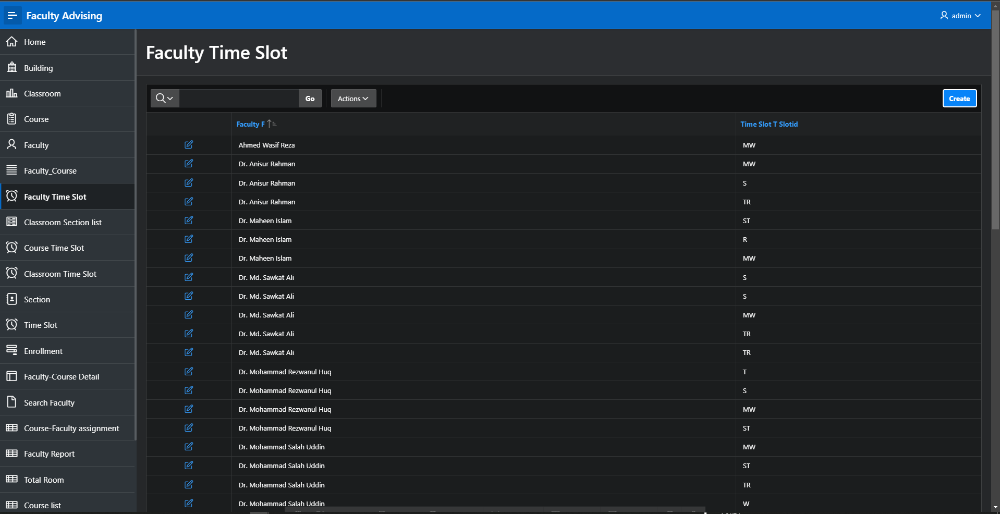 Faculty Advising
admin
Home
Building
Classroom
Course
Faculty
Faculty_Course
Faculty Time Slot
Classroom Section list
Course Time Slot
Classroom Time Slot
Section
Time Slot
Enrollment
Faculty-Course Detail
Search Faculty
Course-Faculty assignment
Faculty Report
Total Room
Course list
Faculty Time Slot
Go
Actions
Create
Faculty F Time Slot T Slotid
Ahmed Wasif Reza MW
Dr. Anisur Rahman MW
Dr. Anisur Rahman S
Dr. Anisur Rahman TR
Dr. Maheen Islam ST
Dr. Maheen Islam R
Dr. Maheen Islam MW
Dr. Md. Sawkat Ali S
Dr. Md. Sawkat Ali S
Dr. Md. Sawkat Ali MW
Dr. Md. Sawkat Ali TR
Dr. Md. Sawkat Ali TR
Dr. Mohammad Rezwanul Huq T
Dr. Mohammad Rezwanul Huq S
Dr. Mohammad Rezwanul Huq MW
Dr. Mohammad Rezwanul Huq ST
Dr. Mohammad Salah Uddin MW
Dr. Mohammad Salah Uddin ST
Dr. Mohammad Salah Uddin TR
Dr. Mohammad Salah Uddin W